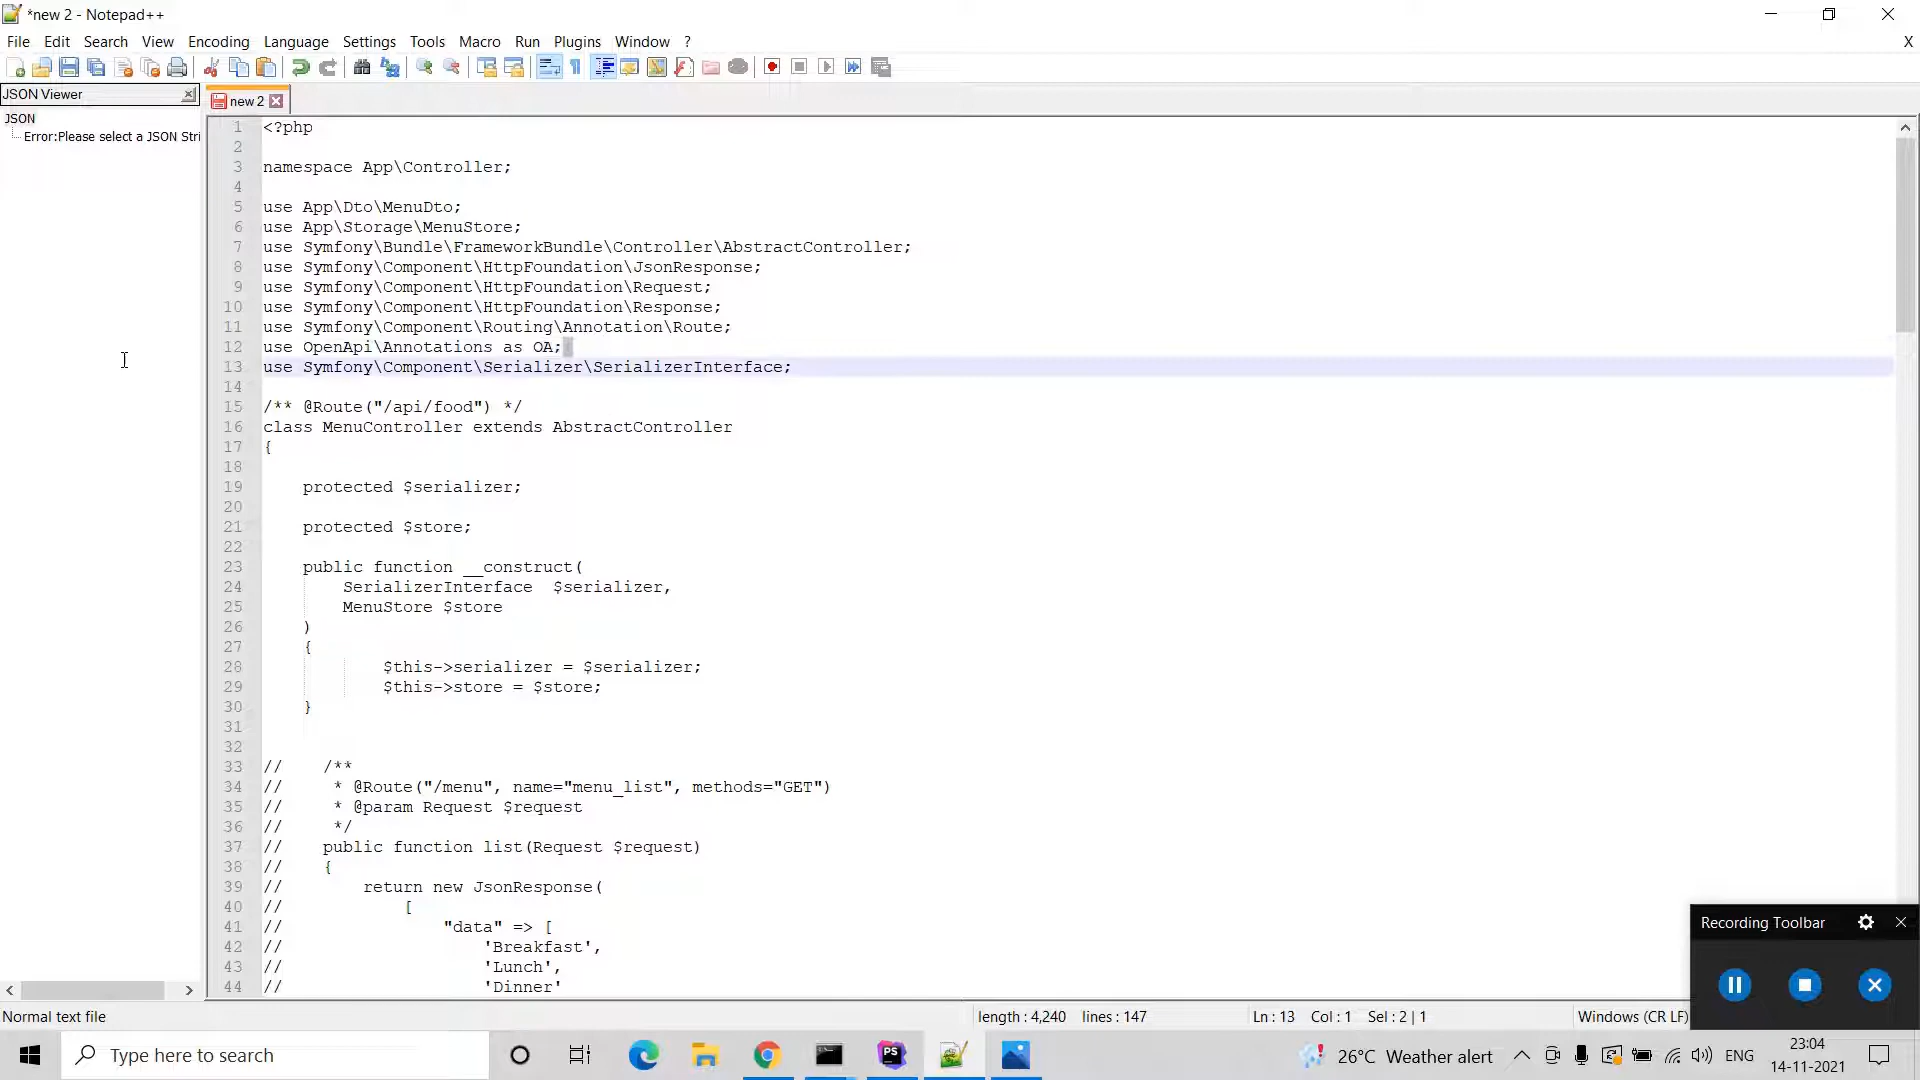 *new 2 - Notepad++
File Edit Search View Encoding Language Settings Tools Macro Run Plugins Window ? X
JSON Viewer
new 2
JSON
Error:Please select a JSON Stri
1 <?php
2
3 namespace App\Controller;
4
5 use App\Dto\MenuDto;
6 use App\Storage\MenuStore;
7 use Symfony\Bundle\FrameworkBundle\Controller\AbstractController;
8 use Symfony\Component\HttpFoundation\JsonResponse;
9 use Symfony\Component\HttpFoundation\Request;
10 use Symfony\Component\HttpFoundation\Response;
11 use Symfony\Component\Routing\Annotation\Route;
12 use OpenApi\Annotations as OA;
13 use Symfony\Component\Serializer\SerializerInterface;
14
15 /** @Route("/api/food") */
16 class MenuController extends AbstractController
17 {
18
19 protected $serializer;
20
21 protected $store;
22
23 public function __construct(
24 SerializerInterface  $serializer,
25 MenuStore $store
26 )
27 {
28 $this->serializer = $serializer;
29 $this->store = $store;
30 }
31
32
33 // /**
34 // * @Route("/menu", name="menu_list", methods="GET")
35 // * @param Request $request
36 // */
37 // public function list(Request $request)
38 // {
39 // return new JsonResponse(
40 // [
41 // "data" => [
42 // 'Breakfast',
43 // 'Lunch',
44 // 'Dinner'
Recording Toolbar
Normal text file length : 4,240 lines : 147 Ln : 13 Col : 1 Sel : 2 | 1 Windows (CR LF)
Type here to search
PS
26°C Weather alert
ENG
23:04
14-11-2021